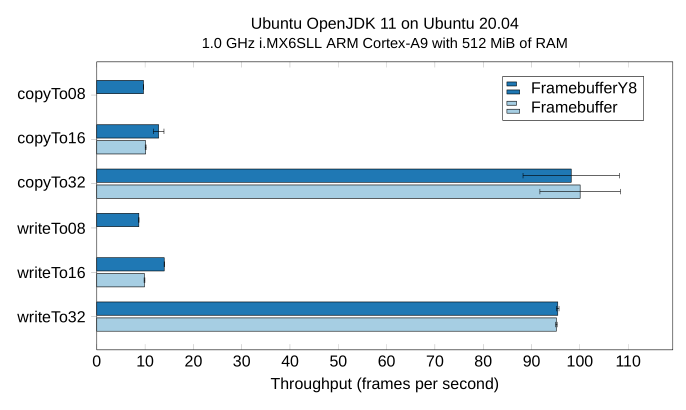 Ubuntu OpenJDK 11 on Ubuntu 20.04
1.0 GHz i.MX6SLL ARM Cortex-A9 with 512 MiB of RAM
FramebufferY8
Framebuffer
copyTo08
copyTo16
copyTo32
writeTo08
writeTo16
writeTo32
0 10 20 30 40 50 60 70 80 90 100 110
Throughput (frames per second)